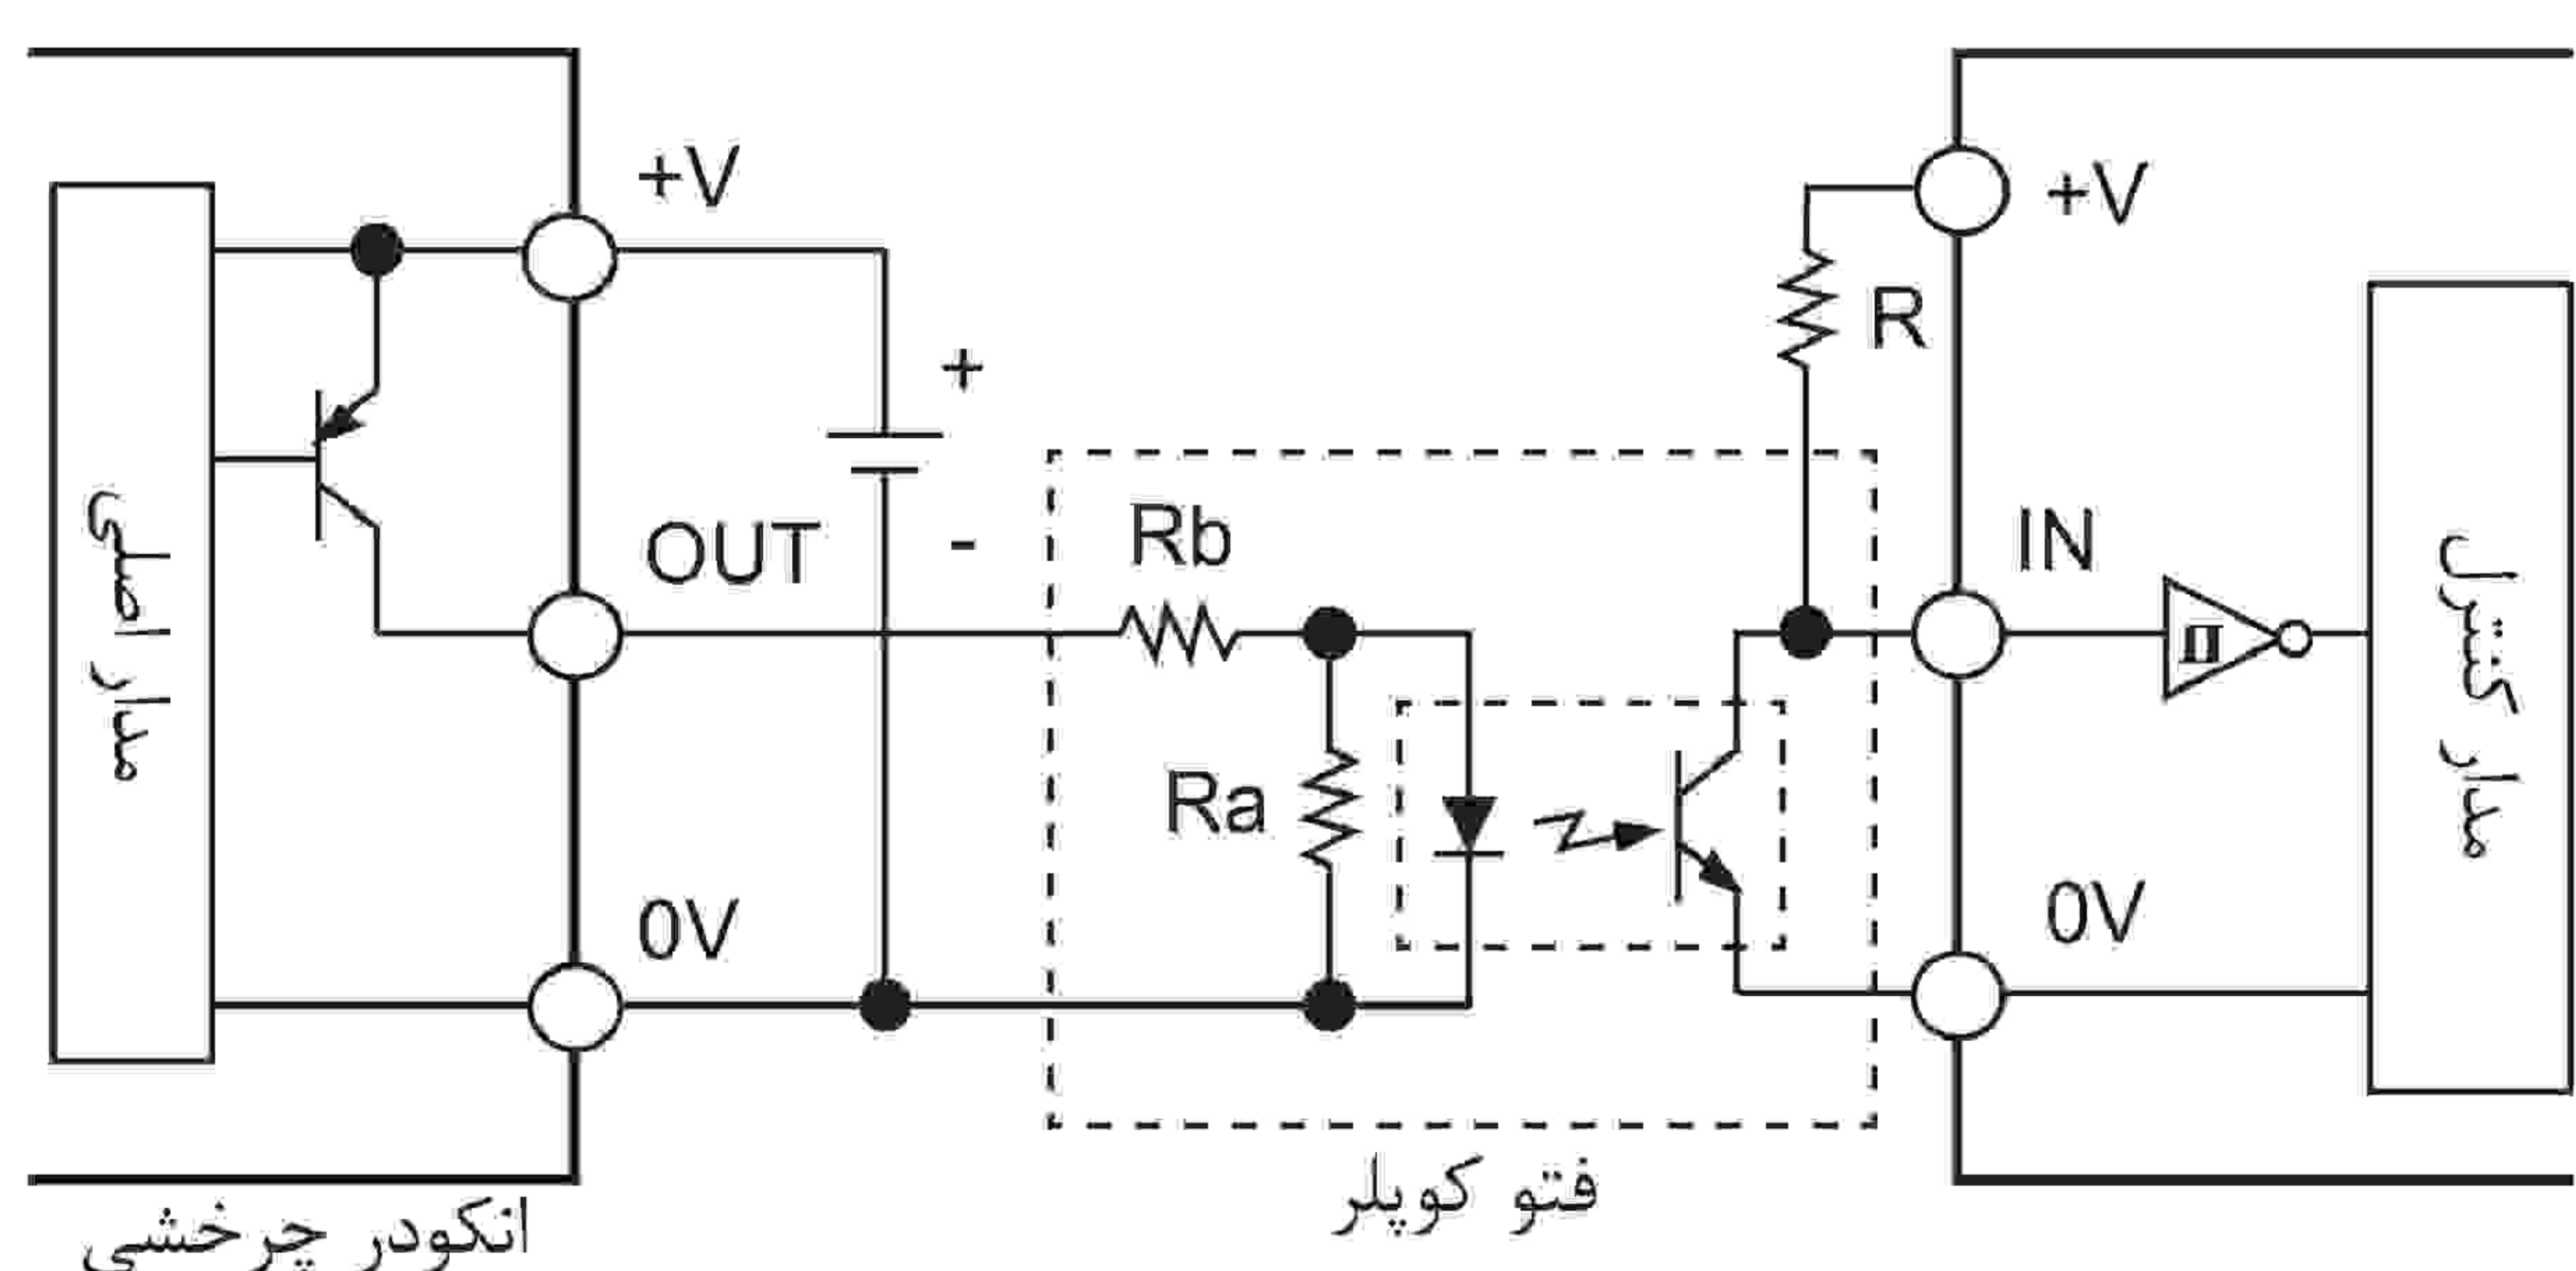 +V
+V
R
+
-
Rb
OUT
IN
مدار اصلی
مدار کنترل
Ra
0V
0V
فتو کوپلر
انکودر چرخشی